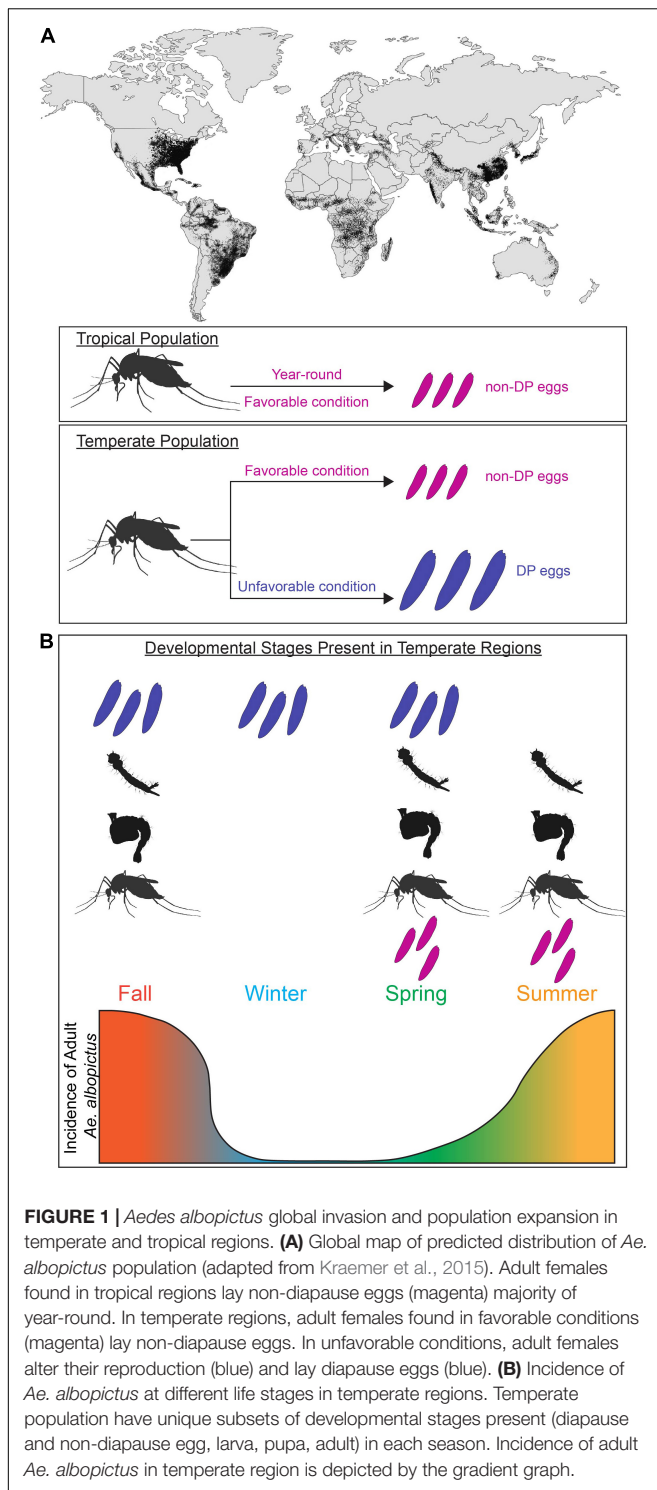 A
Tropical Population
Year-round
Favorable condition
non-DP eggs
Temperate Population
Favorable condition
non-DP eggs
Unfavorable condition
DP eggs
B
Developmental Stages Present in Temperate Regions
Fall
Winter
Spring
Summer
Incidence of Adult
Ae. albopictus
FIGURE 1 | Aedes albopictus global invasion and population expansion in
temperate and tropical regions. (A) Global map of predicted distribution of Ae.
albopictus population (adapted from Kraemer et al., 2015). Adult females
found in tropical regions lay non-diapause eggs (magenta) majority of
year-round. In temperate regions, adult females found in favorable conditions
(magenta) lay non-diapause eggs. In unfavorable conditions, adult females
alter their reproduction (blue) and lay diapause eggs (blue). (B) Incidence of
Ae. albopictus at different life stages in temperate regions. Temperate
population have unique subsets of developmental stages present (diapause
and non-diapause egg, larva, pupa, adult) in each season. Incidence of adult
Ae. albopictus in temperate region is depicted by the gradient graph.